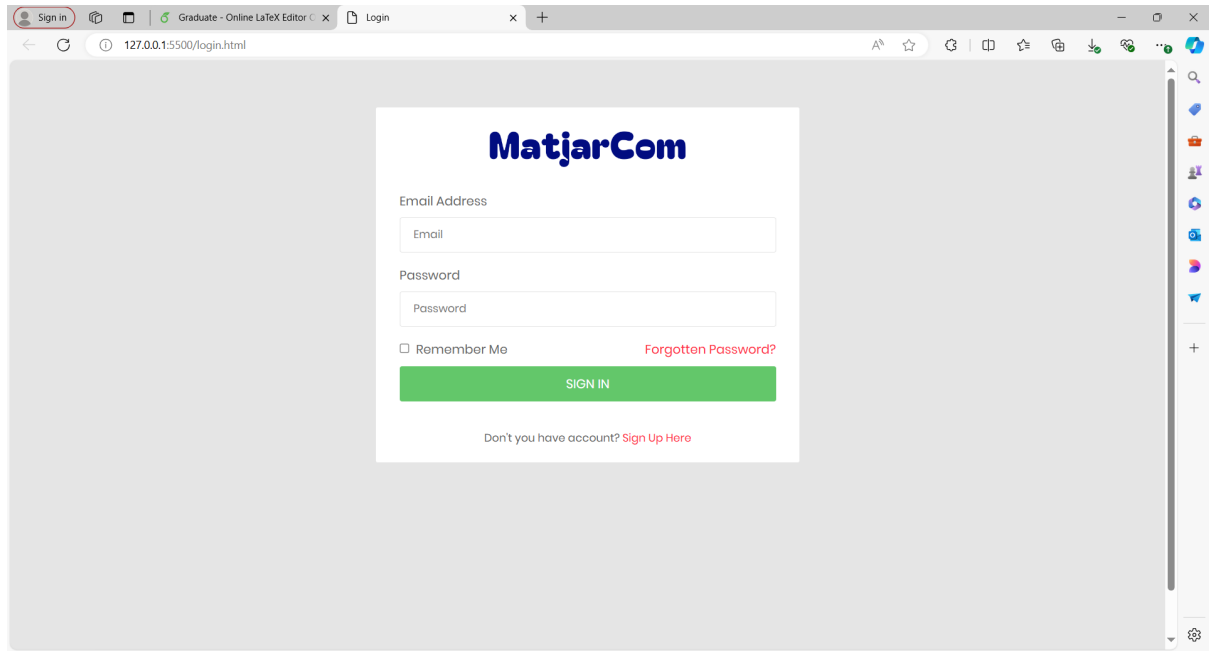 Sign in
Graduate - Online LaTeX Editor
Login
127.0.0.1:5500/login.html
MatjarCom
Email Address
Email
Password
Password
Remember Me Forgotten Password?
SIGN IN
Don't you have account? Sign Up Here